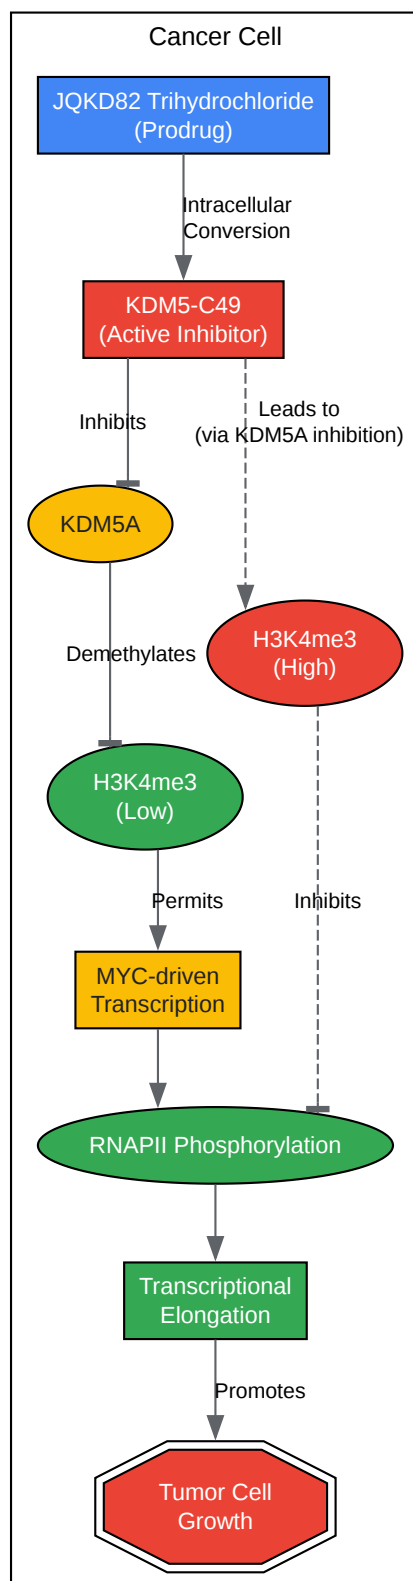 Cancer Cell
JQKD82 Trihydrochloride
(Prodrug)
Intracellular
Conversion
KDM5-C49
(Active Inhibitor)
Inhibits
Leads to
(via KDM5A inhibition)
KDM5A
Demethylates
H3K4me3
(High)
H3K4me3
(Low)
Permits
Inhibits
MYC-driven
Transcription
RNAPII Phosphorylation
Transcriptional
Elongation
Promotes
Tumor Cell
Growth